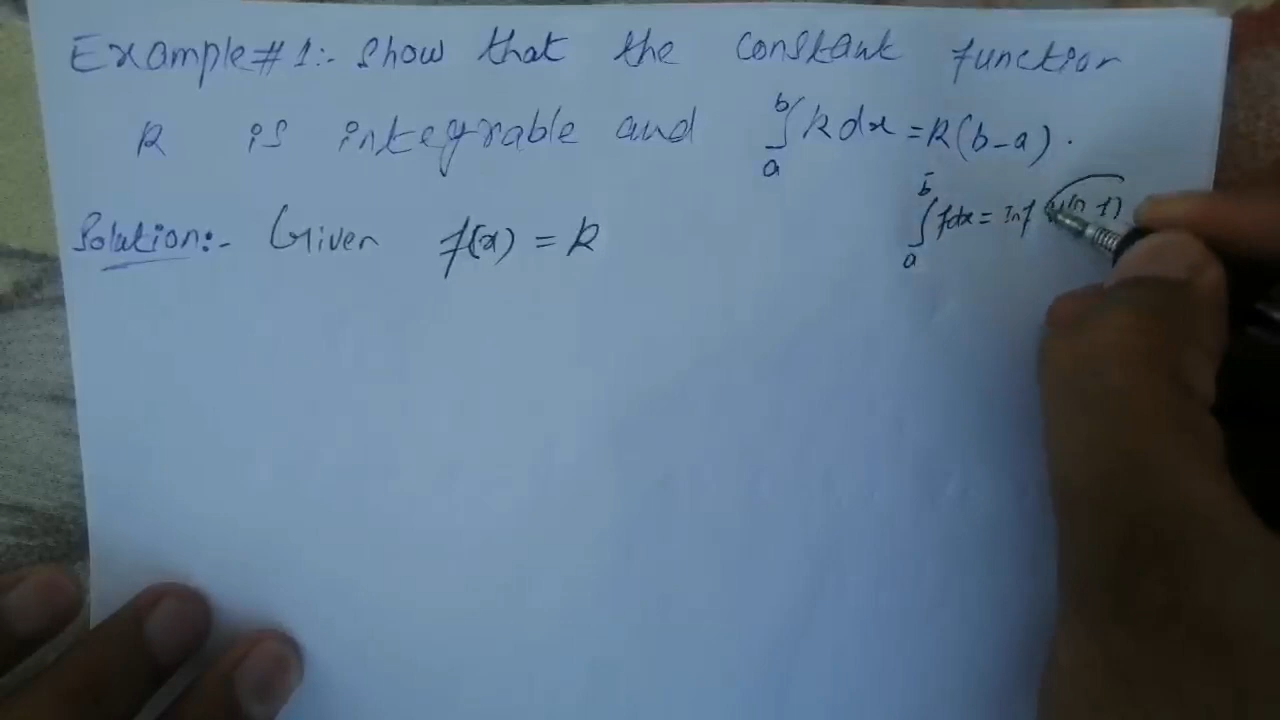 Example # 1:- Show that the constant function
k is integrable and ∫_a^b k dx = k(b-a).
Solution:- Given f(x) = k
∫_a^b̄ f dx = Inf